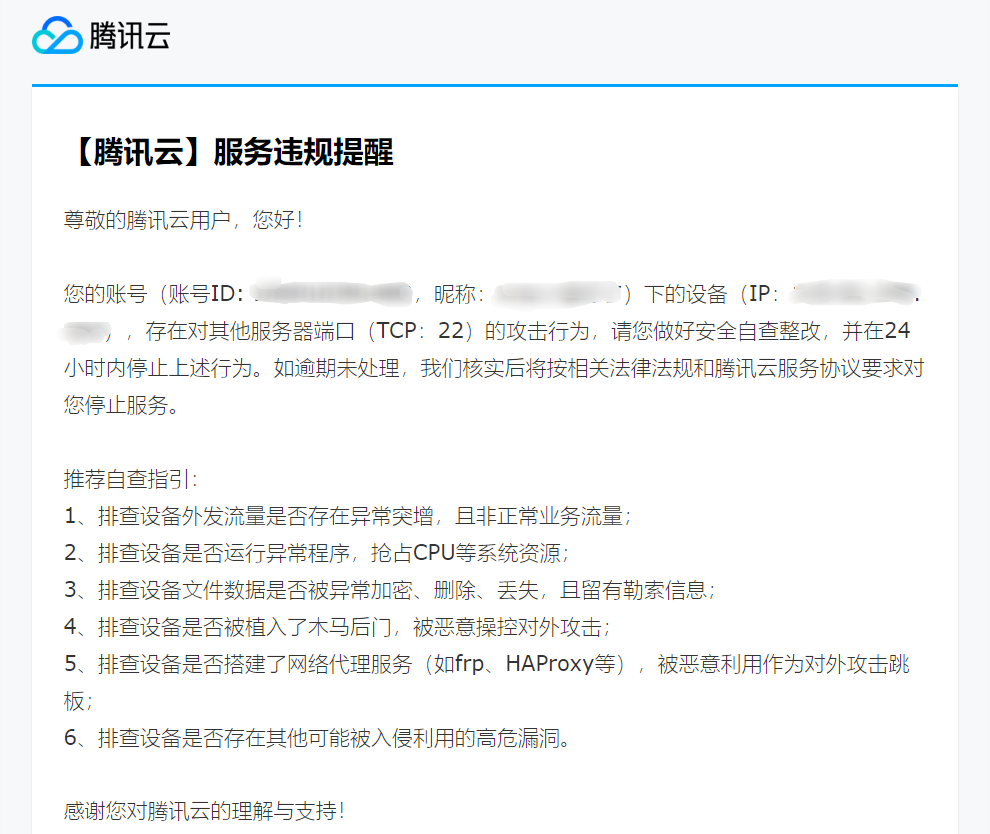 腾讯云
【腾讯云】服务违规提醒
尊敬的腾讯云用户，您好！
您的账号（账号ID: ，昵称： ）下的设备（IP： .
），存在对其他服务器端口（TCP：22）的攻击行为，请您做好安全自查整改，并在24
小时内停止上述行为。如逾期未处理，我们核实后将按相关法律法规和腾讯云服务协议要求对
您停止服务。
推荐自查指引：
1、排查设备外发流量是否存在异常突增，且非正常业务流量；
2、排查设备是否运行异常程序，抢占CPU等系统资源；
3、排查设备文件数据是否被异常加密、删除、丢失，且留有勒索信息；
4、排查设备是否被植入了木马后门，被恶意操控对外攻击；
5、排查设备是否搭建了网络代理服务（如frp、HAProxy等），被恶意利用作为对外攻击跳
板；
6、排查设备是否存在其他可能被入侵利用的高危漏洞。
感谢您对腾讯云的理解与支持！